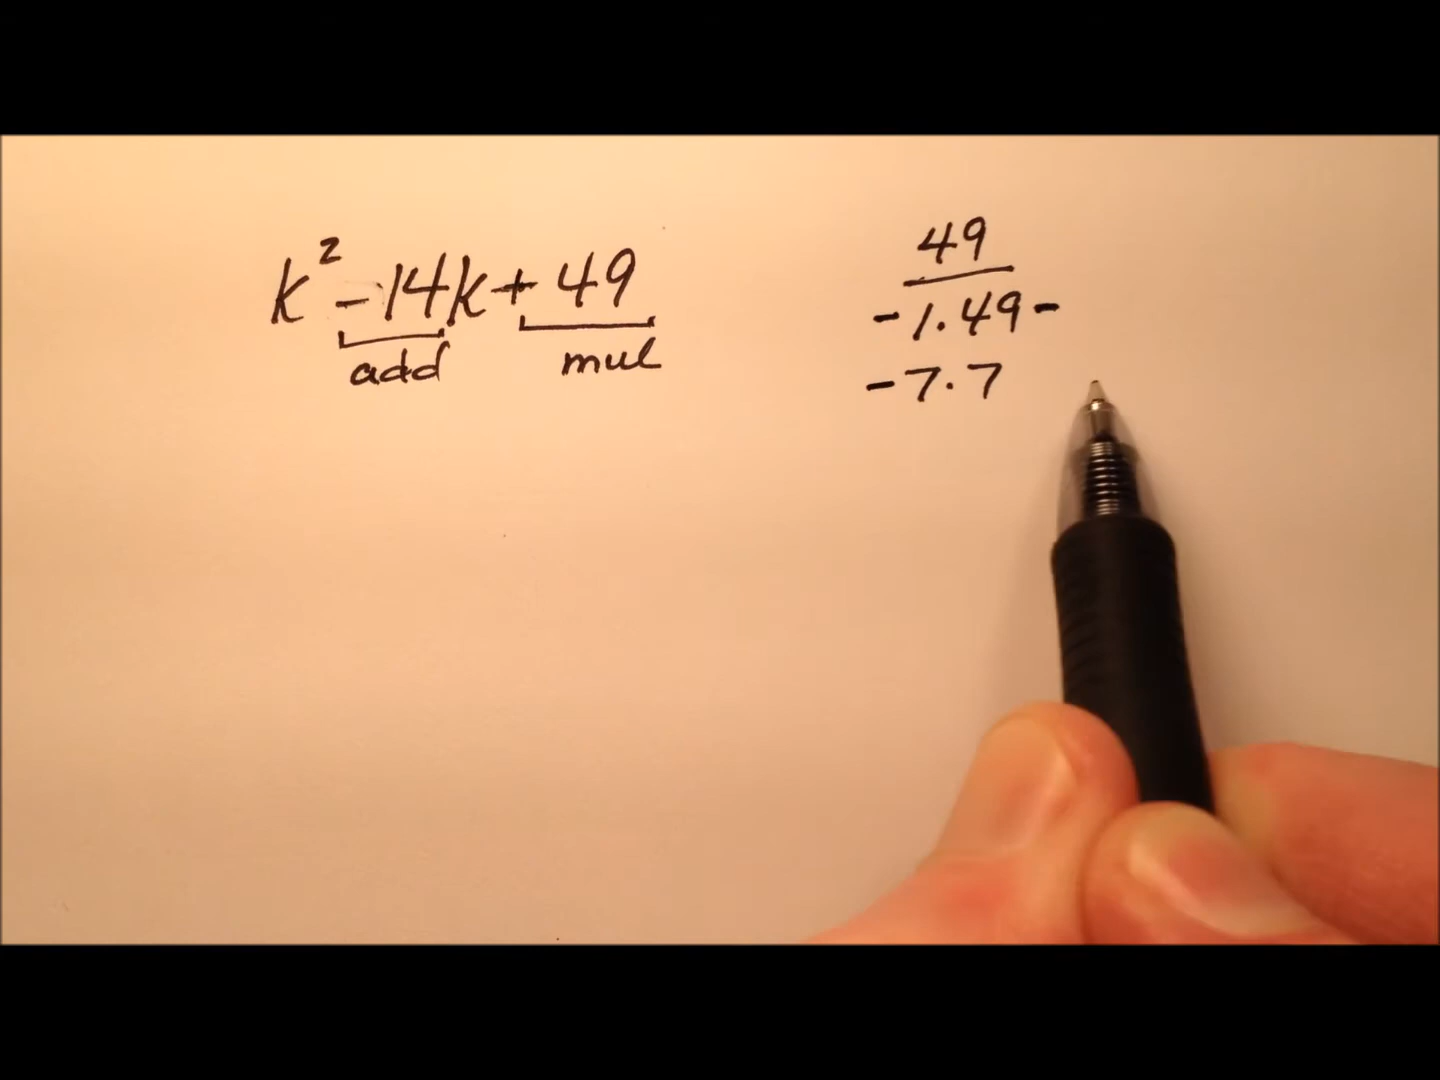 k² - 14k + 49
add mul
49
- 1 . 49 -
- 7 . 7